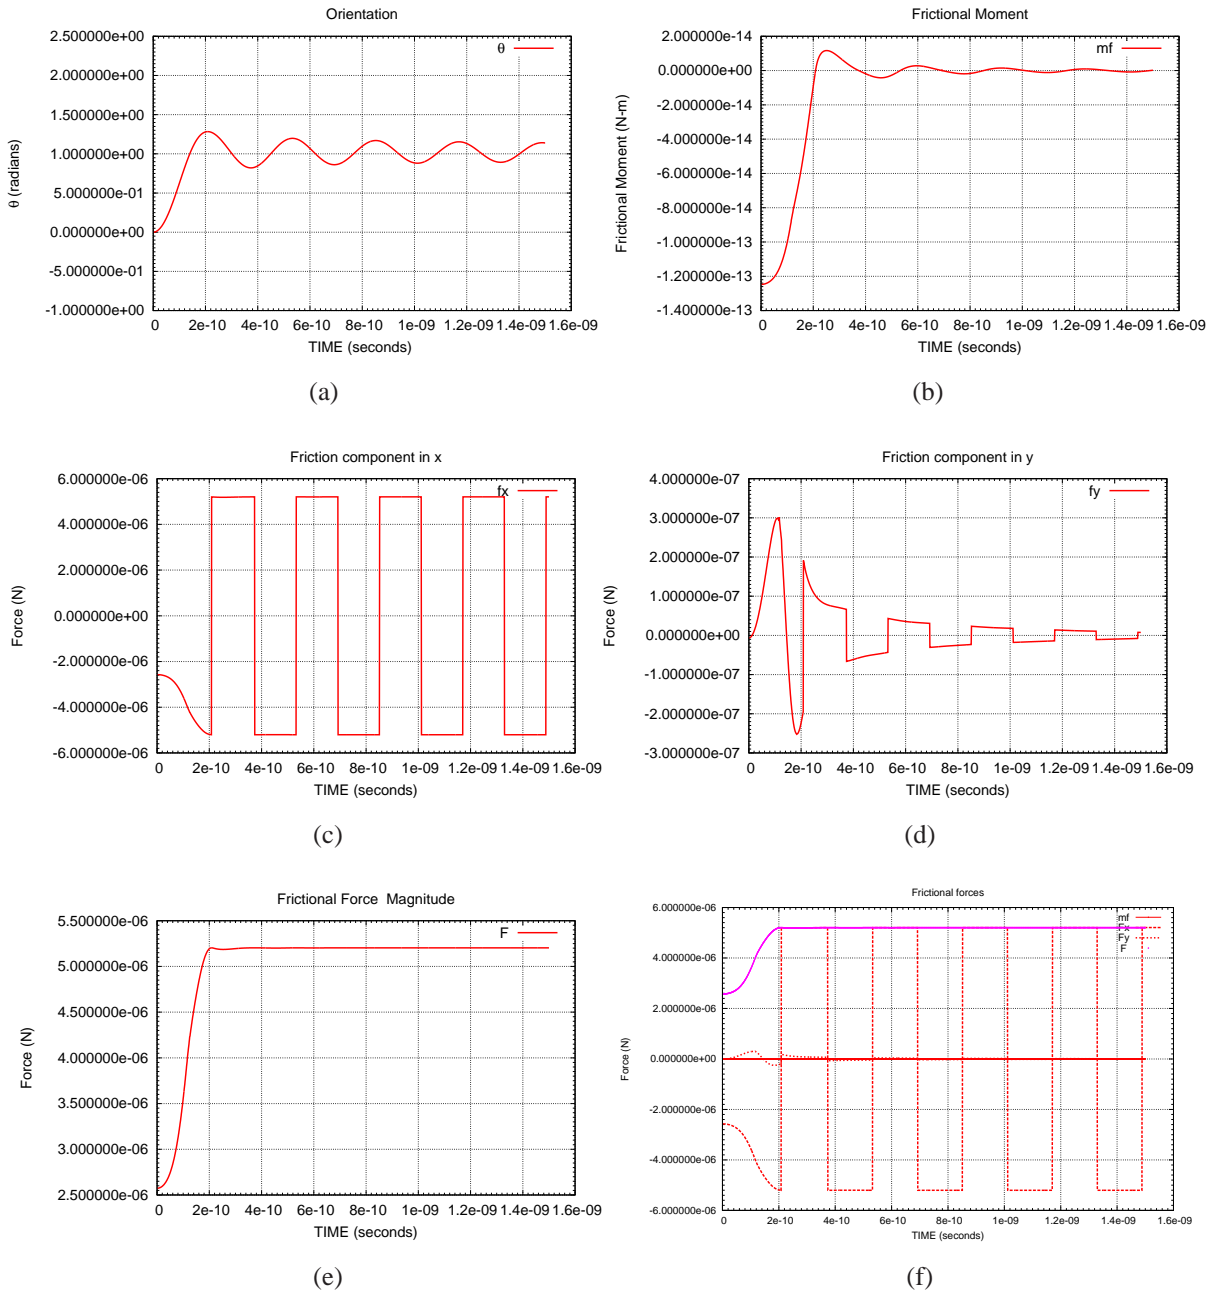 Orientation
θ (radians)
2.500000e+00
2.000000e+00
1.500000e+00
1.000000e+00
5.000000e-01
0.000000e+00
-5.000000e-01
-1.000000e+00
θ
0 2e-10 4e-10 6e-10 8e-10 1e-09 1.2e-09 1.4e-09 1.6e-09
TIME (seconds)
(a)
Frictional Moment
Frictional Moment (N-m)
2.000000e-14
0.000000e+00
-2.000000e-14
-4.000000e-14
-6.000000e-14
-8.000000e-14
-1.000000e-13
-1.200000e-13
-1.400000e-13
mf
0 2e-10 4e-10 6e-10 8e-10 1e-09 1.2e-09 1.4e-09 1.6e-09
TIME (seconds)
(b)
Friction component in x
Force (N)
6.000000e-06
4.000000e-06
2.000000e-06
0.000000e+00
-2.000000e-06
-4.000000e-06
-6.000000e-06
fx
0 2e-10 4e-10 6e-10 8e-10 1e-09 1.2e-09 1.4e-09 1.6e-09
TIME (seconds)
(c)
Friction component in y
Force (N)
4.000000e-07
3.000000e-07
2.000000e-07
1.000000e-07
0.000000e+00
-1.000000e-07
-2.000000e-07
-3.000000e-07
fy
0 2e-10 4e-10 6e-10 8e-10 1e-09 1.2e-09 1.4e-09 1.6e-09
TIME (seconds)
(d)
Frictional Force Magnitude
Force (N)
5.500000e-06
5.000000e-06
4.500000e-06
4.000000e-06
3.500000e-06
3.000000e-06
2.500000e-06
F
0 2e-10 4e-10 6e-10 8e-10 1e-09 1.2e-09 1.4e-09 1.6e-09
TIME (seconds)
(e)
Frictional forces
Force (N)
6.000000e-06
4.000000e-06
2.000000e-06
0.000000e+00
-2.000000e-06
-4.000000e-06
-6.000000e-06
mf
Fx
Fy
F
0 2e-10 4e-10 6e-10 8e-10 1e-09 1.2e-09 1.4e-09 1.6e-09
TIME (seconds)
(f)